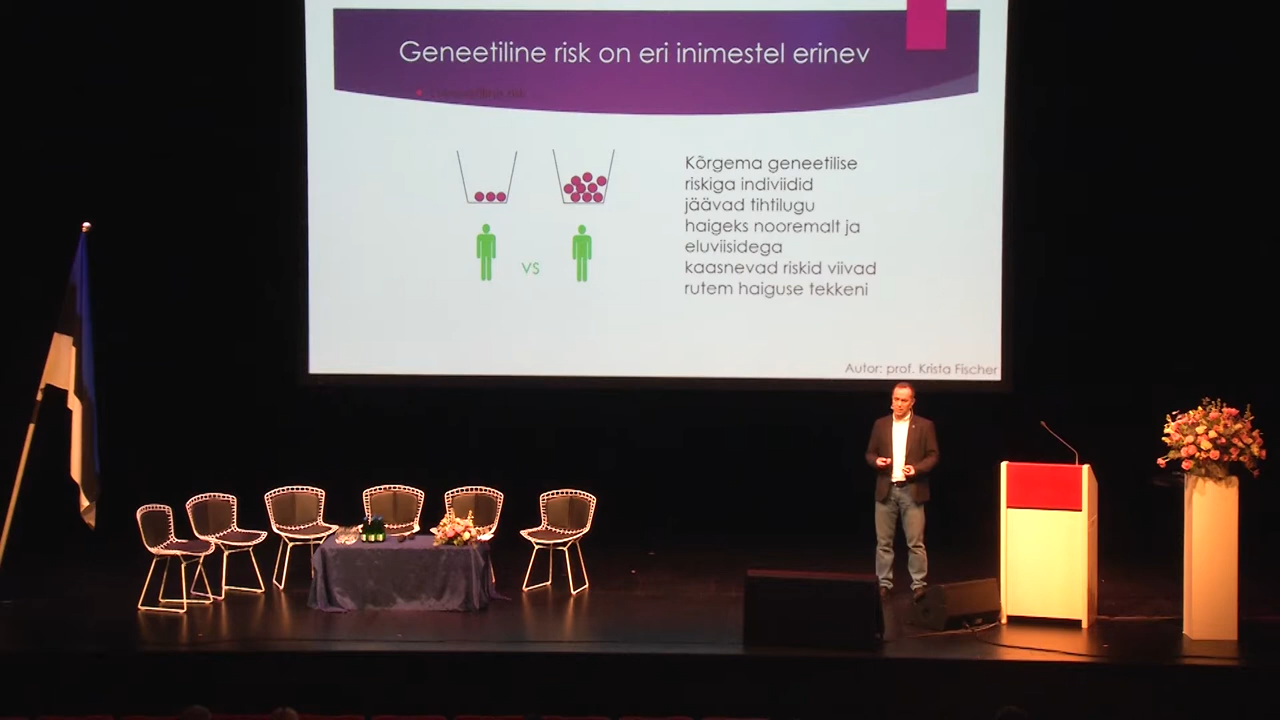 Geneetiline risk on eri inimestel erinev
vs
Kõrgema geneetilise
riskiga indiviidid
jäävad tihtilugu
haigeks nooremalt ja
eluviisidega
kaasnevad riskid viivad
rutem haiguse tekkeni
Autor: prof. Krista Fischer